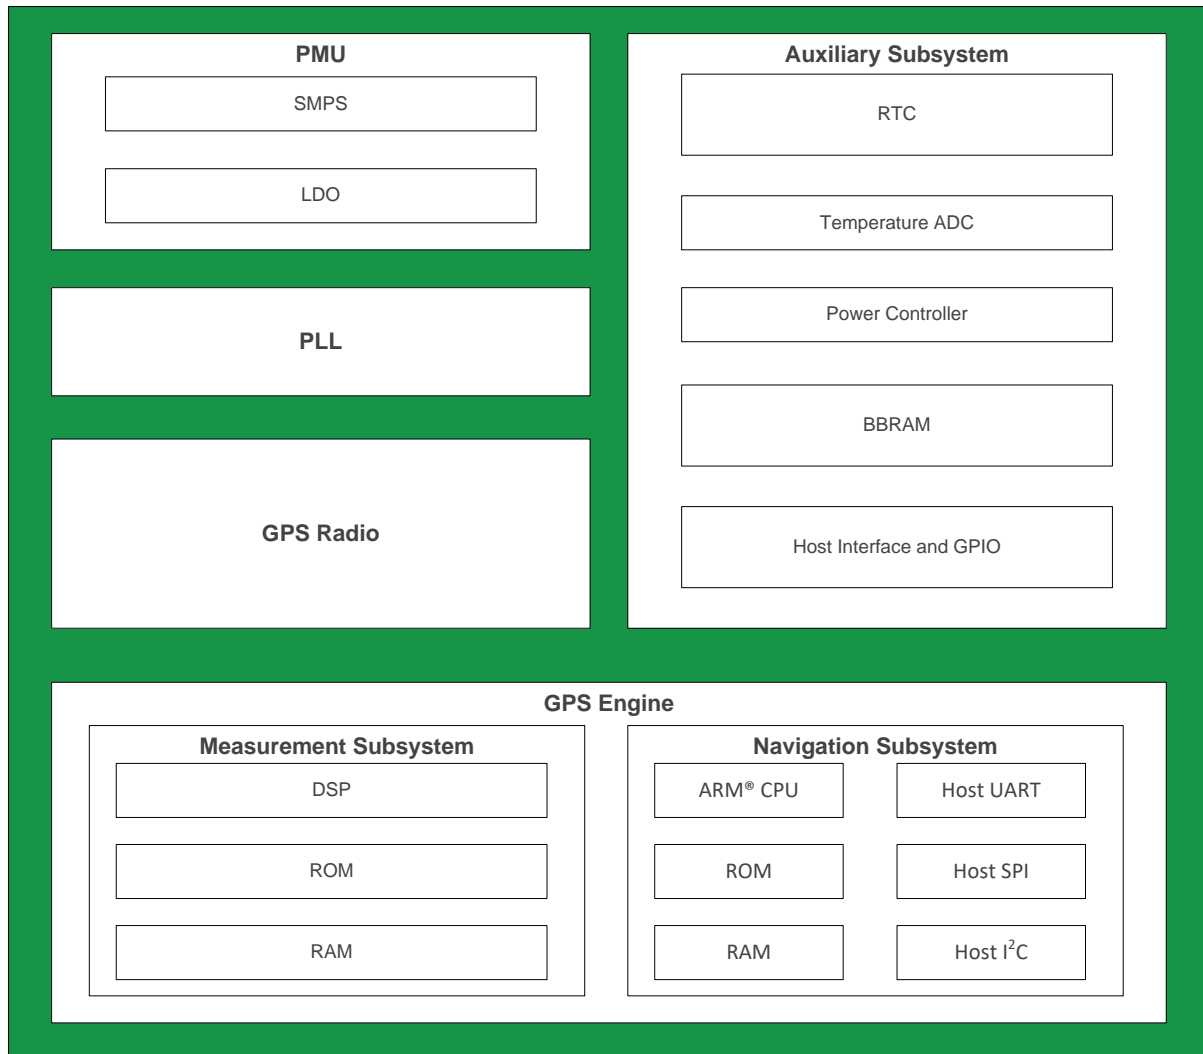 PMU
SMPS
LDO
PLL
GPS Radio
Auxiliary Subsystem
RTC
Temperature ADC
Power Controller
BBRAM
Host Interface and GPIO
GPS Engine
Measurement Subsystem
DSP
ROM
RAM
Navigation Subsystem
ARM® CPU
ROM
RAM
Host UART
Host SPI
Host I²C